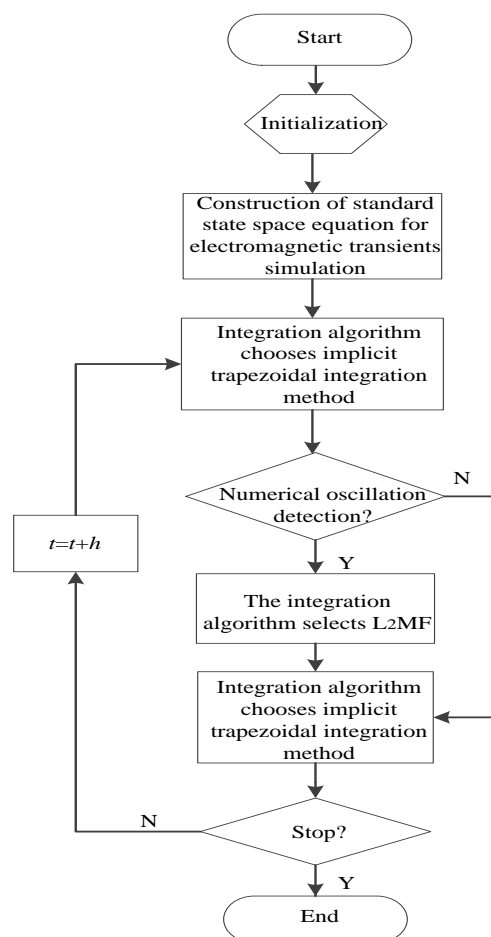 Start
Initialization
Construction of standard
state space equation for
electromagnetic transients
simulation
Integration algorithm
chooses implicit
trapezoidal integration
method
Numerical oscillation
detection?
N
Y
t=t+h
The integration
algorithm selects L2MF
Integration algorithm
chooses implicit
trapezoidal integration
method
Stop?
N
Y
End